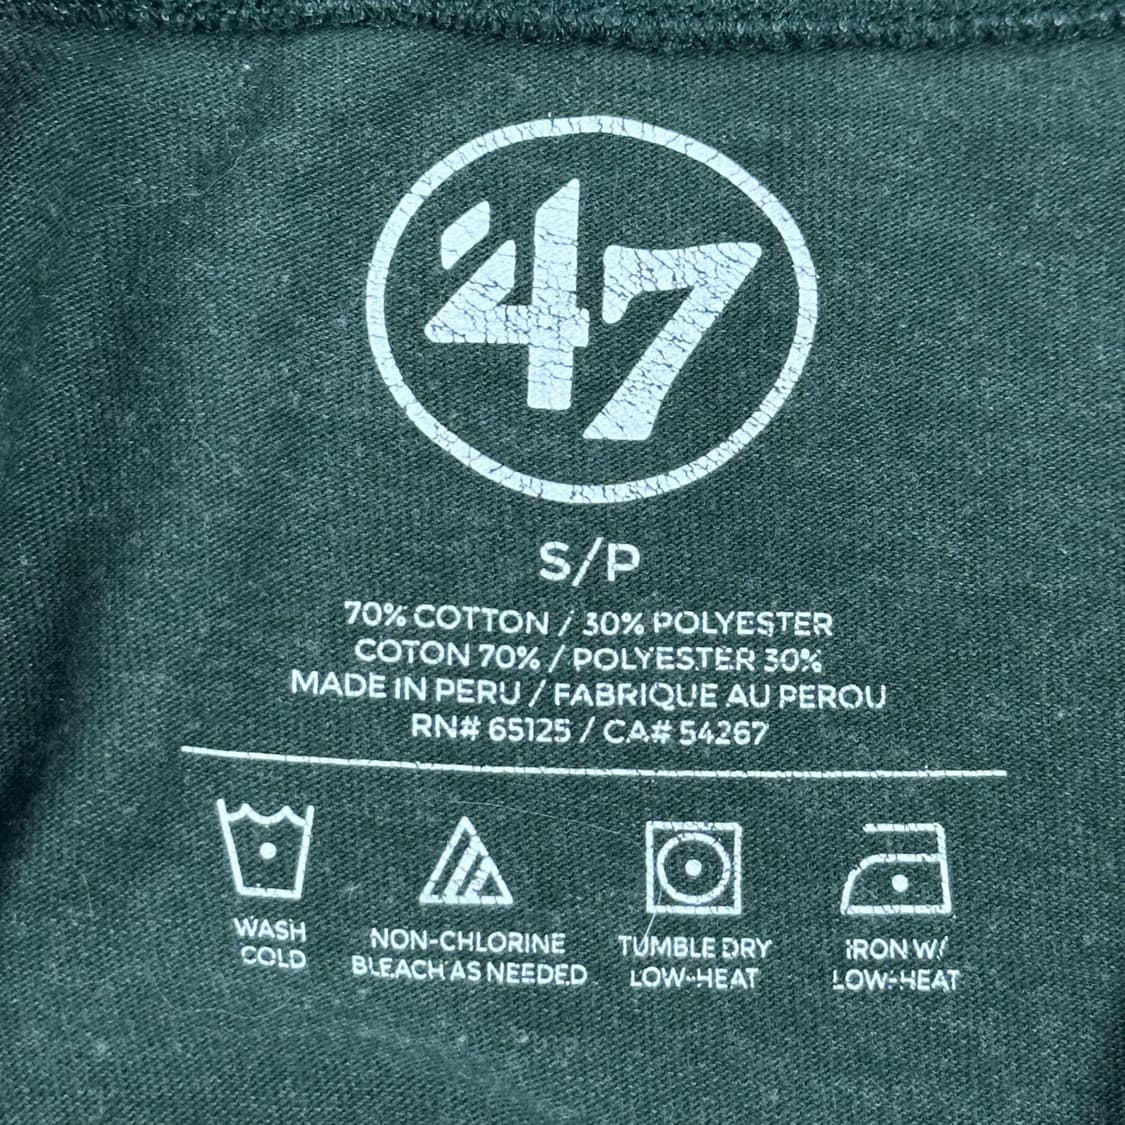 47
S/P
70% COTTON / 30% POLYESTER
COTON 70% / POLYESTER 30%
MADE IN PERU / FABRIQUE AU PEROU
RN# 65125 / CA# 54267
WASH
COLD
NON-CHLORINE
BLEACH AS NEEDED
TUMBLE DRY
LOW-HEAT
IRON W/
LOW-HEAT